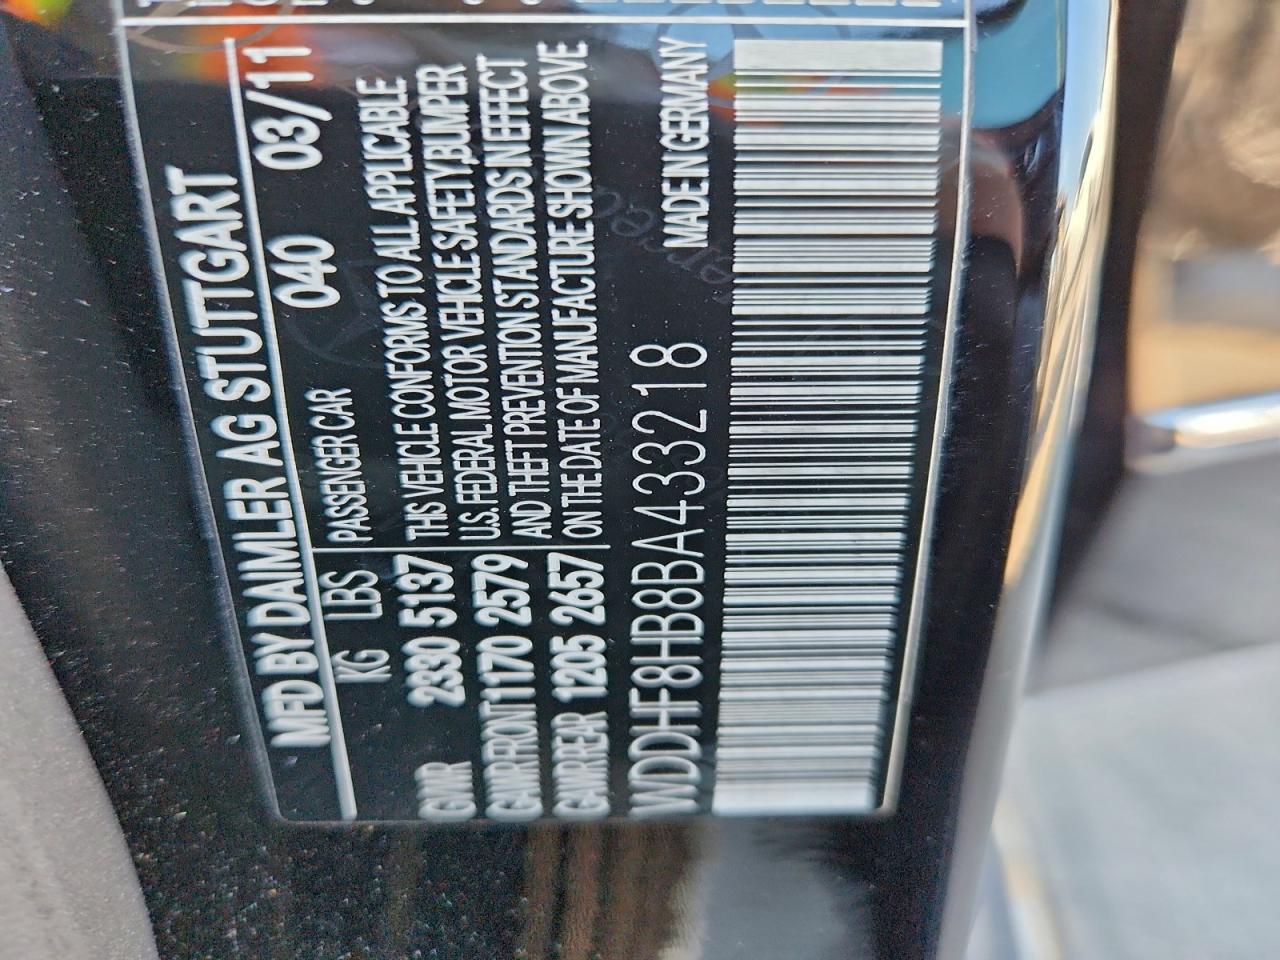 MFD BY DAIMLER AG STUTTGART
040 03/11
KG LBS PASSENGER CAR
GVWR 2330 5137 THIS VEHICLE CONFORMS TO ALL APPLICABLE
GAWR FRONT 1170 2579 U.S. FEDERAL MOTOR VEHICLE SAFETY, BUMPER
AND THEFT PREVENTION STANDARDS IN EFFECT
GAWR REAR 1205 2657 ON THE DATE OF MANUFACTURE SHOWN ABOVE
MADE IN GERMANY
WDDHF8HB8BA433218